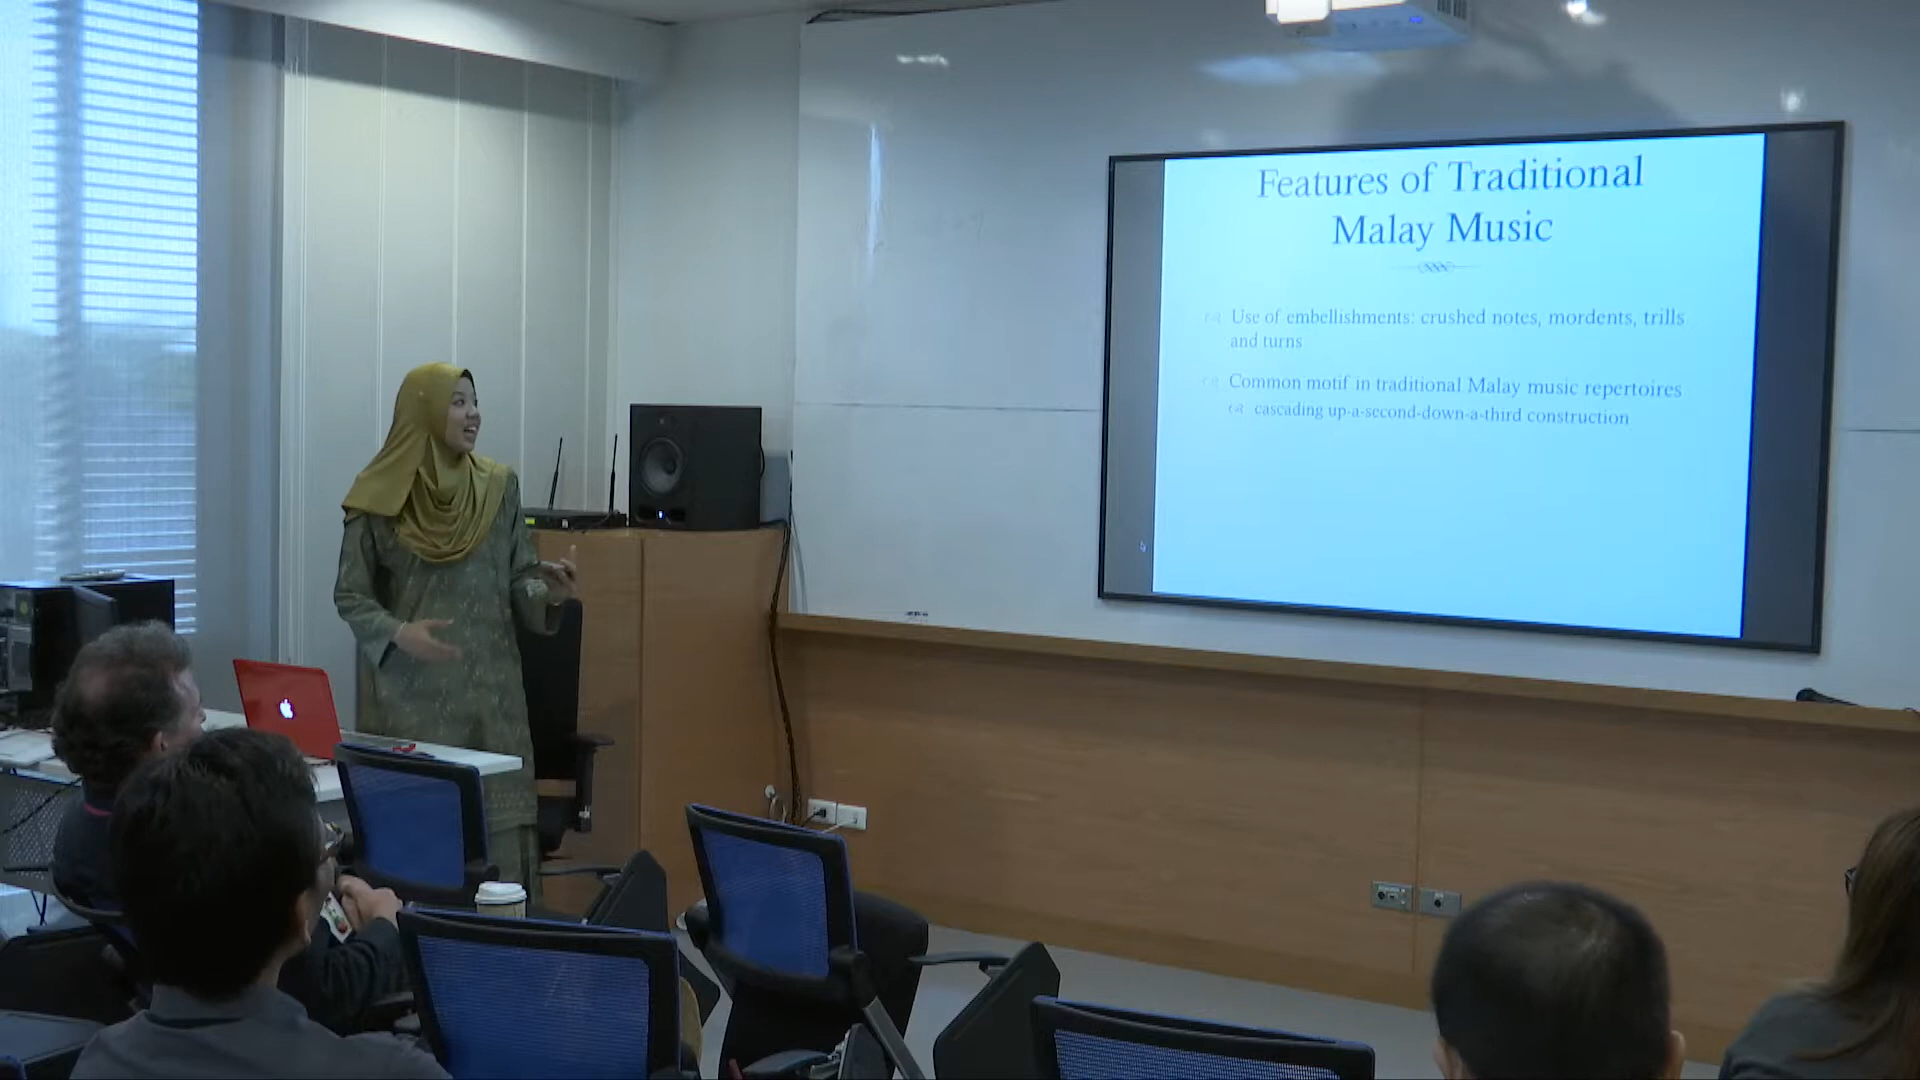 Features of Traditional
Malay Music
Use of embellishments: crushed notes, mordents, trills
and turns
Common motif in traditional Malay music repertoires
cascading up-a-second-down-a-third construction